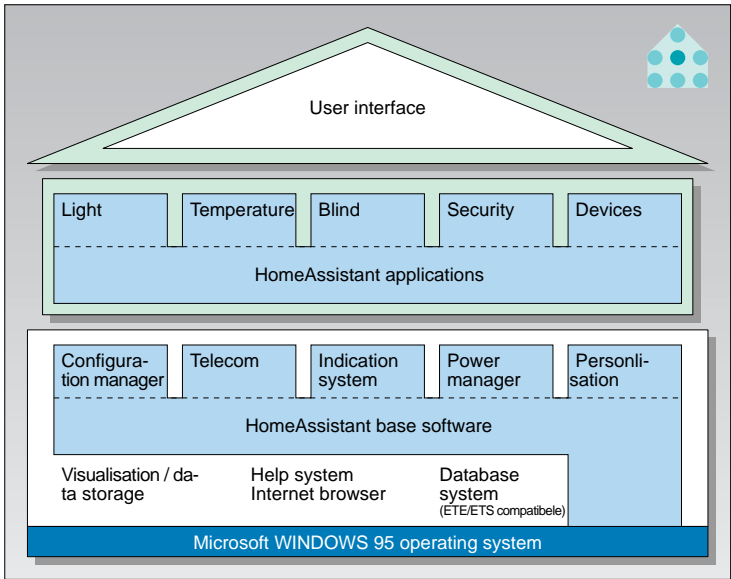 User interface
Light
Temperature
Blind
Security
Devices
HomeAssistant applications
Configura-
tion manager
Telecom
Indication
system
Power
manager
Personli-
sation
HomeAssistant base software
Visualisation / da-
ta storage
Help system
Internet browser
Database
system
(ETE/ETS compatibele)
Microsoft WINDOWS 95 operating system